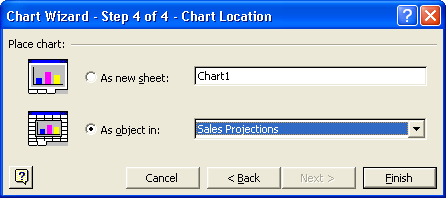 Chart Wizard - Step 4 of 4 - Chart Location
Place chart:
As new sheet: Chart1
As object in: Sales Projections
Cancel < Back Next > Finish